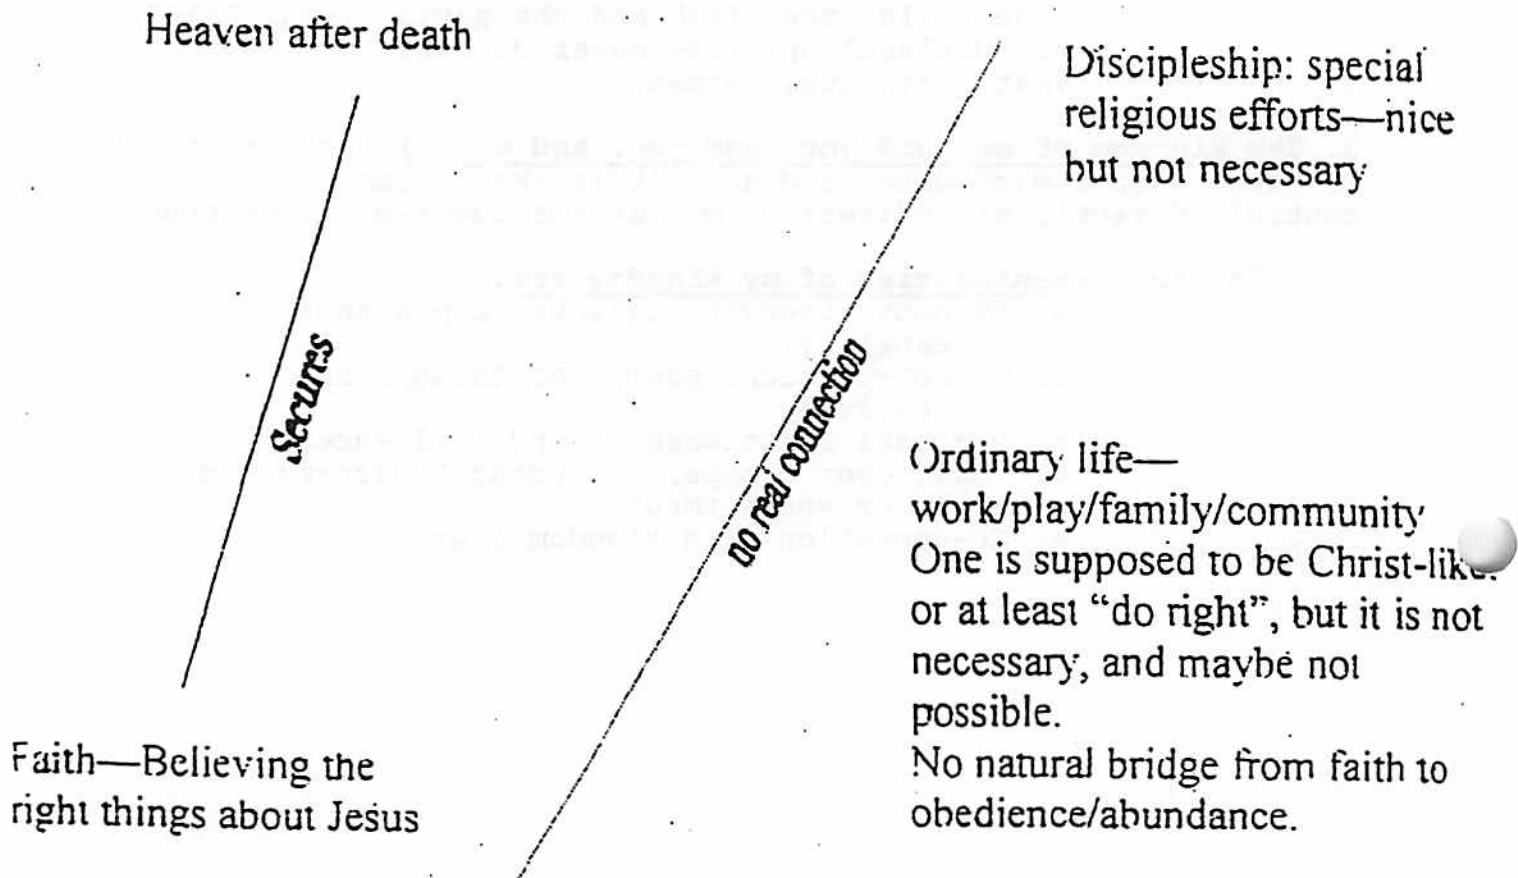 Heaven after death
Secures
Faith—Believing the
right things about Jesus
no real connection
Discipleship: special
religious efforts—nice
but not necessary
Ordinary life—
work/play/family/community
One is supposed to be Christ-like.
or at least “do right”, but it is not
necessary, and maybe not
possible.
No natural bridge from faith to
obedience/abundance.